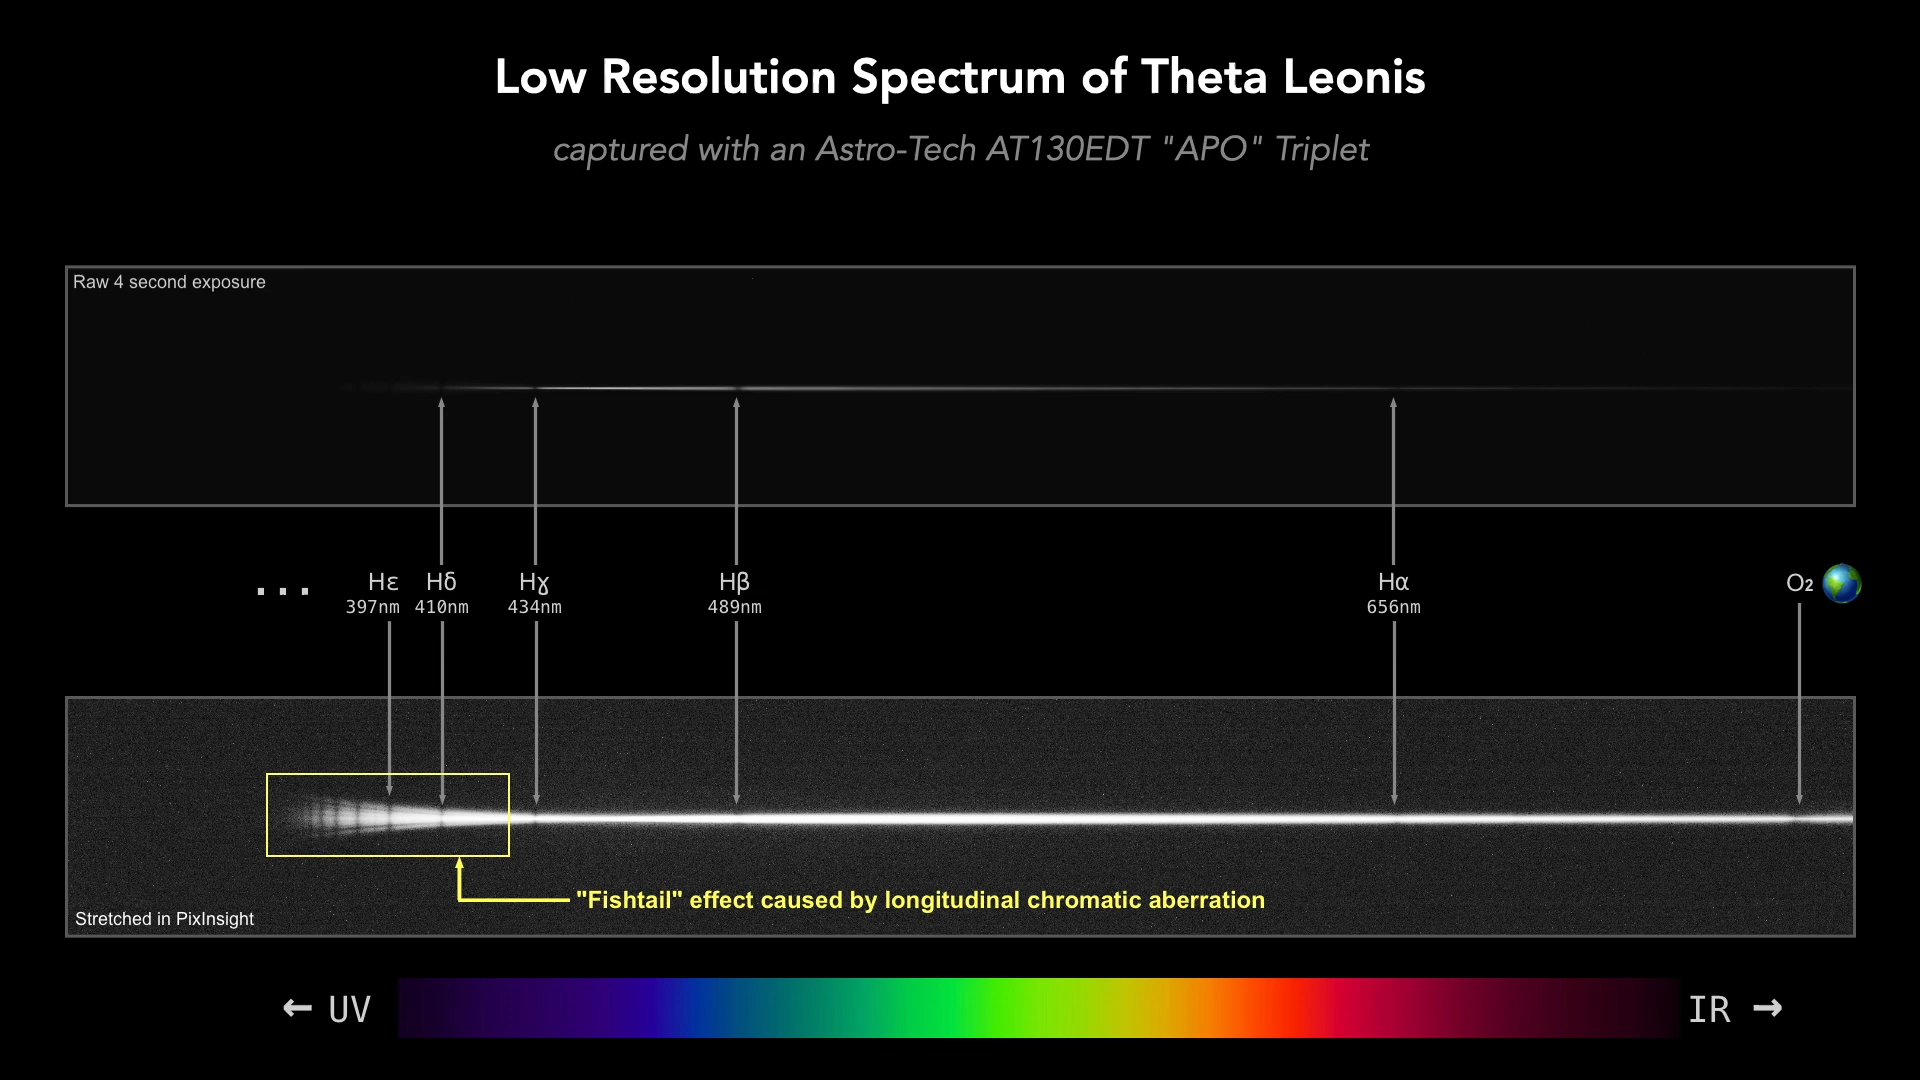 Low Resolution Spectrum of Theta Leonis
captured with an Astro-Tech AT130EDT "APO" Triplet
Raw 4 second exposure
... Hε Hδ Hɣ Hβ Hα O₂
397nm 410nm 434nm 489nm 656nm
"Fishtail" effect caused by longitudinal chromatic aberration
Stretched in PixInsight
← UV IR →